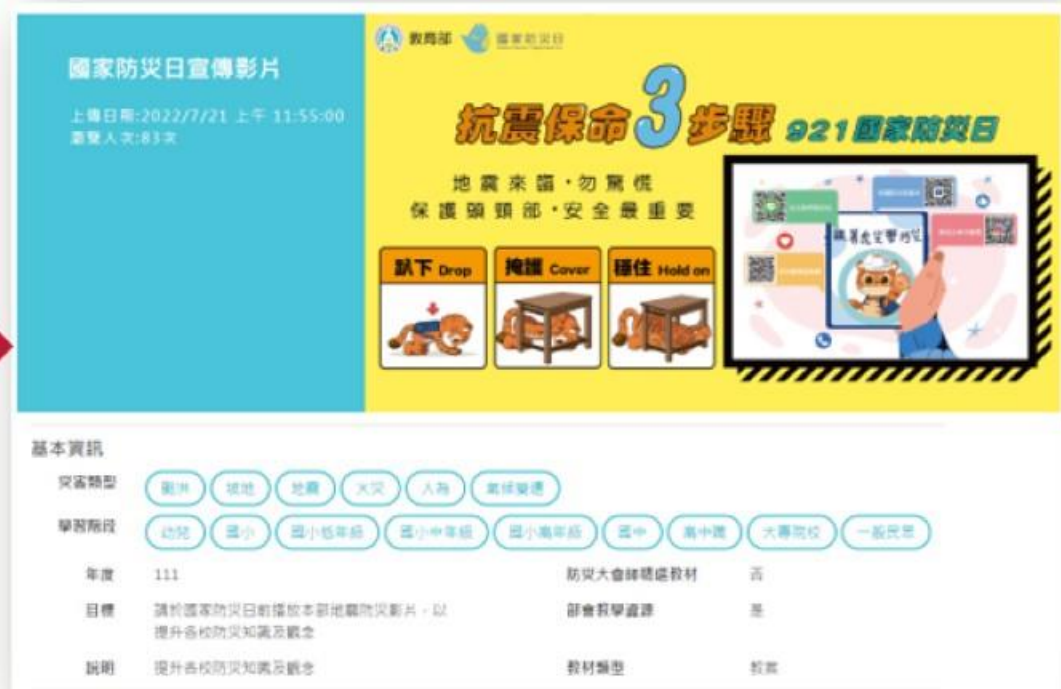 國家防災日宣傳影片
上傳日期:2022/7/21 上午 11:55:00
瀏覽人次:83次
教育部 國家防災日
抗震保命3步驟 921國家防災日
地震來臨·勿驚慌
保護頭頸部·安全最重要
趴下 Drop 掩護 Cover 穩住 Hold on
基本資訊
災害類型 颱洪 坡地 地震 火災 人為 氣候變遷
學習階段 幼兒 國小 國小低年級 國小中年級 國小高年級 國中 高中職 大專院校 一般民眾
年度 111 防災大會師精選教材 否
目標 請於國家防災日前播放本部地震防災影片,以
提升各校防災知識及觀念
部會教學資源 是
說明 提升各校防災知識及觀念 教材類型 教案